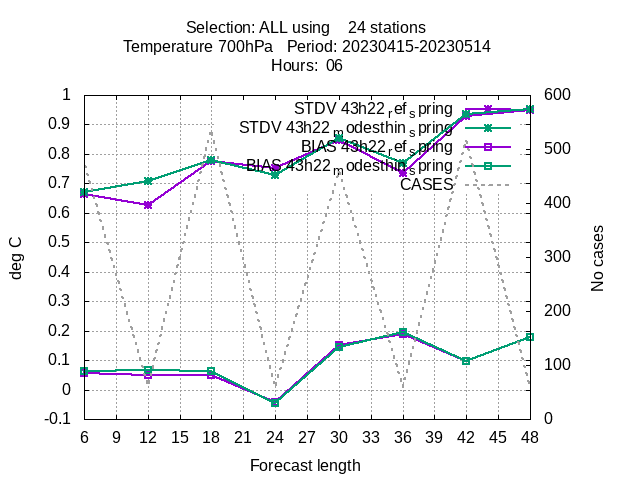 Selection: ALL using    24 stations
Temperature 700hPa   Period: 20230415-20230514
Hours:  06
STDV 43h22_ref_spring
STDV 43h22_modesthin_spring
BIAS 43h22_ref_spring
BIAS 43h22_modesthin_spring
CASES
deg C
1
0.9
0.8
0.7
0.6
0.5
0.4
0.3
0.2
0.1
0
-0.1
600
500
400
300
200
100
0
No cases
6 9 12 15 18 21 24 27 30 33 36 39 42 45 48
Forecast length